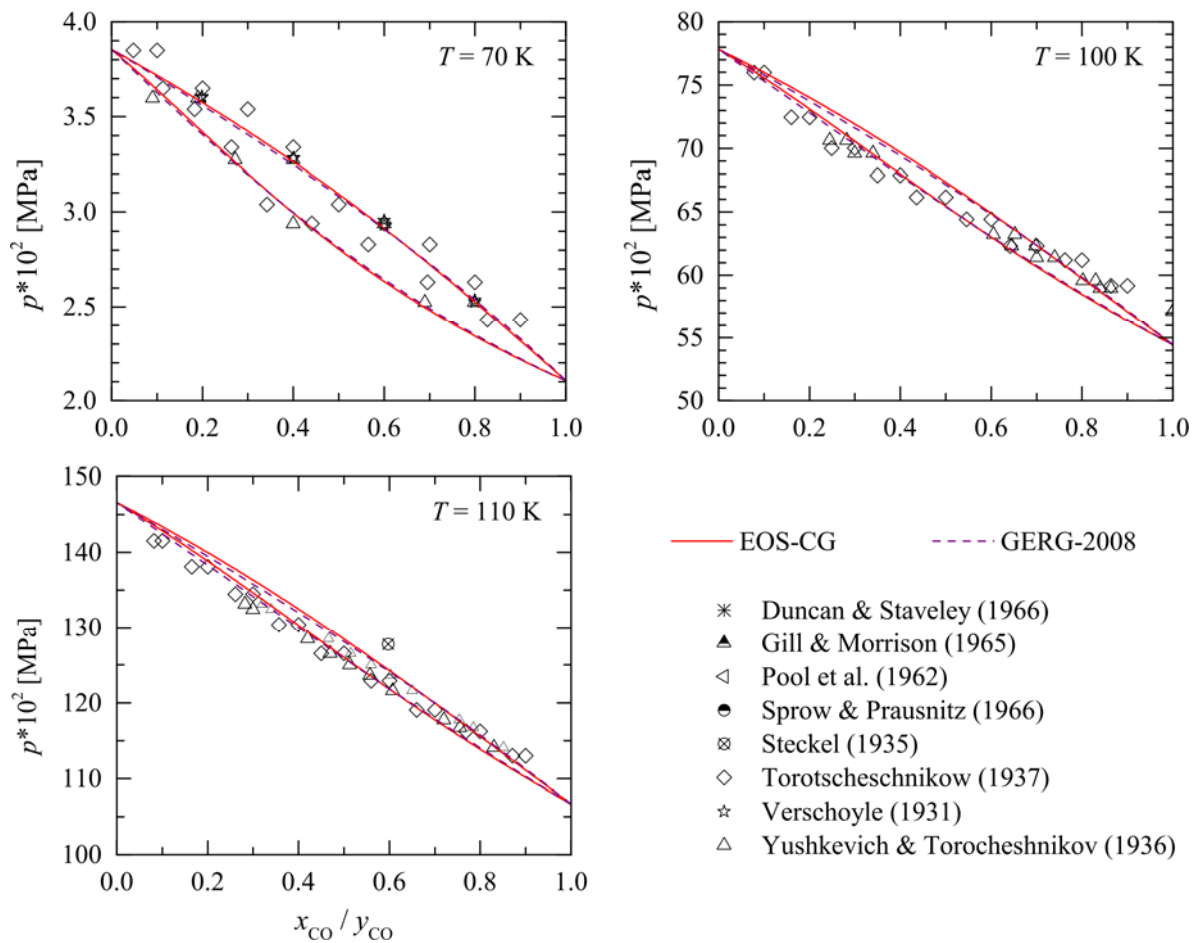 4.0
3.5
3.0
2.5
2.0
p*10² [MPa]
T = 70 K
0.0 0.2 0.4 0.6 0.8 1.0
80
75
70
65
60
55
50
p*10² [MPa]
T = 100 K
0.0 0.2 0.4 0.6 0.8 1.0
150
140
130
120
110
100
p*10² [MPa]
T = 110 K
0.0 0.2 0.4 0.6 0.8 1.0
x_CO / y_CO
EOS-CG GERG-2008
Duncan & Staveley (1966)
Gill & Morrison (1965)
Pool et al. (1962)
Sprow & Prausnitz (1966)
Steckel (1935)
Torotscheschnikow (1937)
Verschoyle (1931)
Yushkevich & Torocheshnikov (1936)